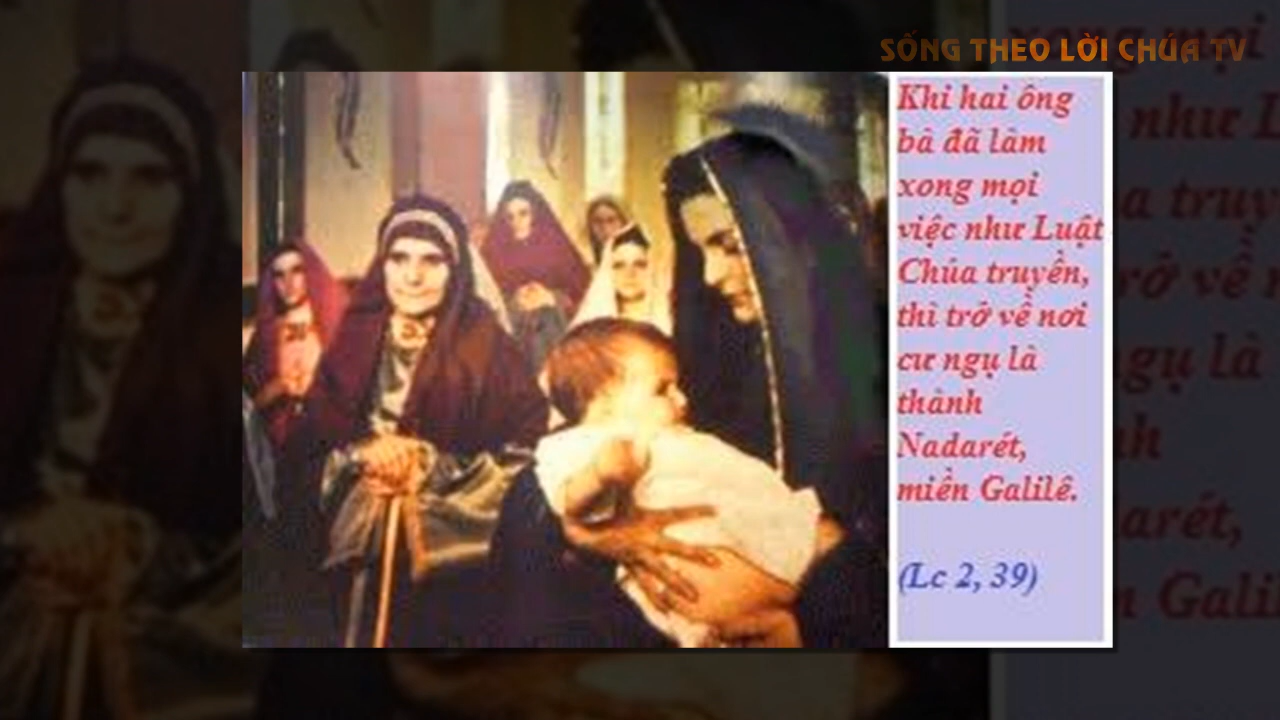 SỐNG THEO LỜI CHÚA TV
Khi hai ông
bà đã làm
xong mọi
việc như Luật
Chúa truyền,
thì trở về nơi
cư ngụ là
thành
Nadarét,
miền Galilê.
(Lc 2, 39)